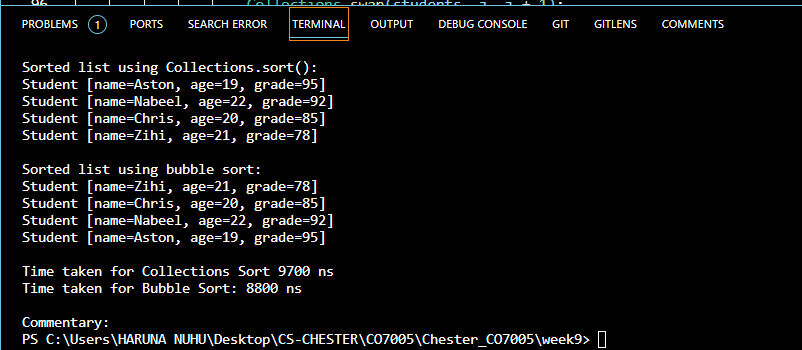 96 Collections.swap(students, j, j + 1);
PROBLEMS 1 PORTS SEARCH ERROR TERMINAL OUTPUT DEBUG CONSOLE GIT GITLENS COMMENTS
Sorted list using Collections.sort():
Student [name=Aston, age=19, grade=95]
Student [name=Nabeel, age=22, grade=92]
Student [name=Chris, age=20, grade=85]
Student [name=Zihi, age=21, grade=78]
Sorted list using bubble sort:
Student [name=Zihi, age=21, grade=78]
Student [name=Chris, age=20, grade=85]
Student [name=Nabeel, age=22, grade=92]
Student [name=Aston, age=19, grade=95]
Time taken for Collections Sort 9700 ns
Time taken for Bubble Sort: 8800 ns
Commentary:
PS C:\Users\HARUNA NUHU\Desktop\CS-CHESTER\CO7005\Chester_CO7005\week9>